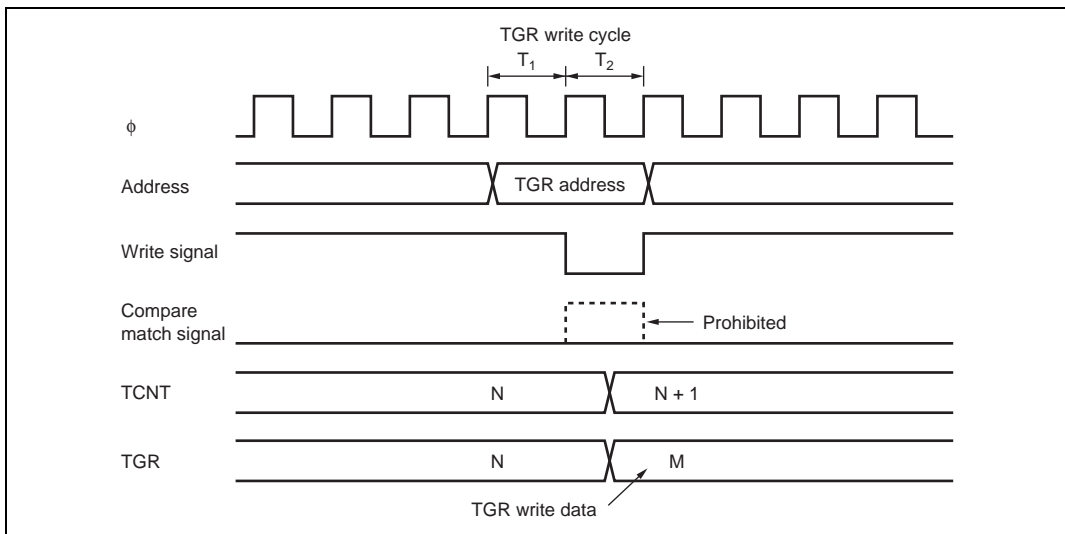 TGR write cycle
T1 T2
ϕ
Address
TGR address
Write signal
Compare
match signal
Prohibited
TCNT
N
N + 1
TGR
N
M
TGR write data